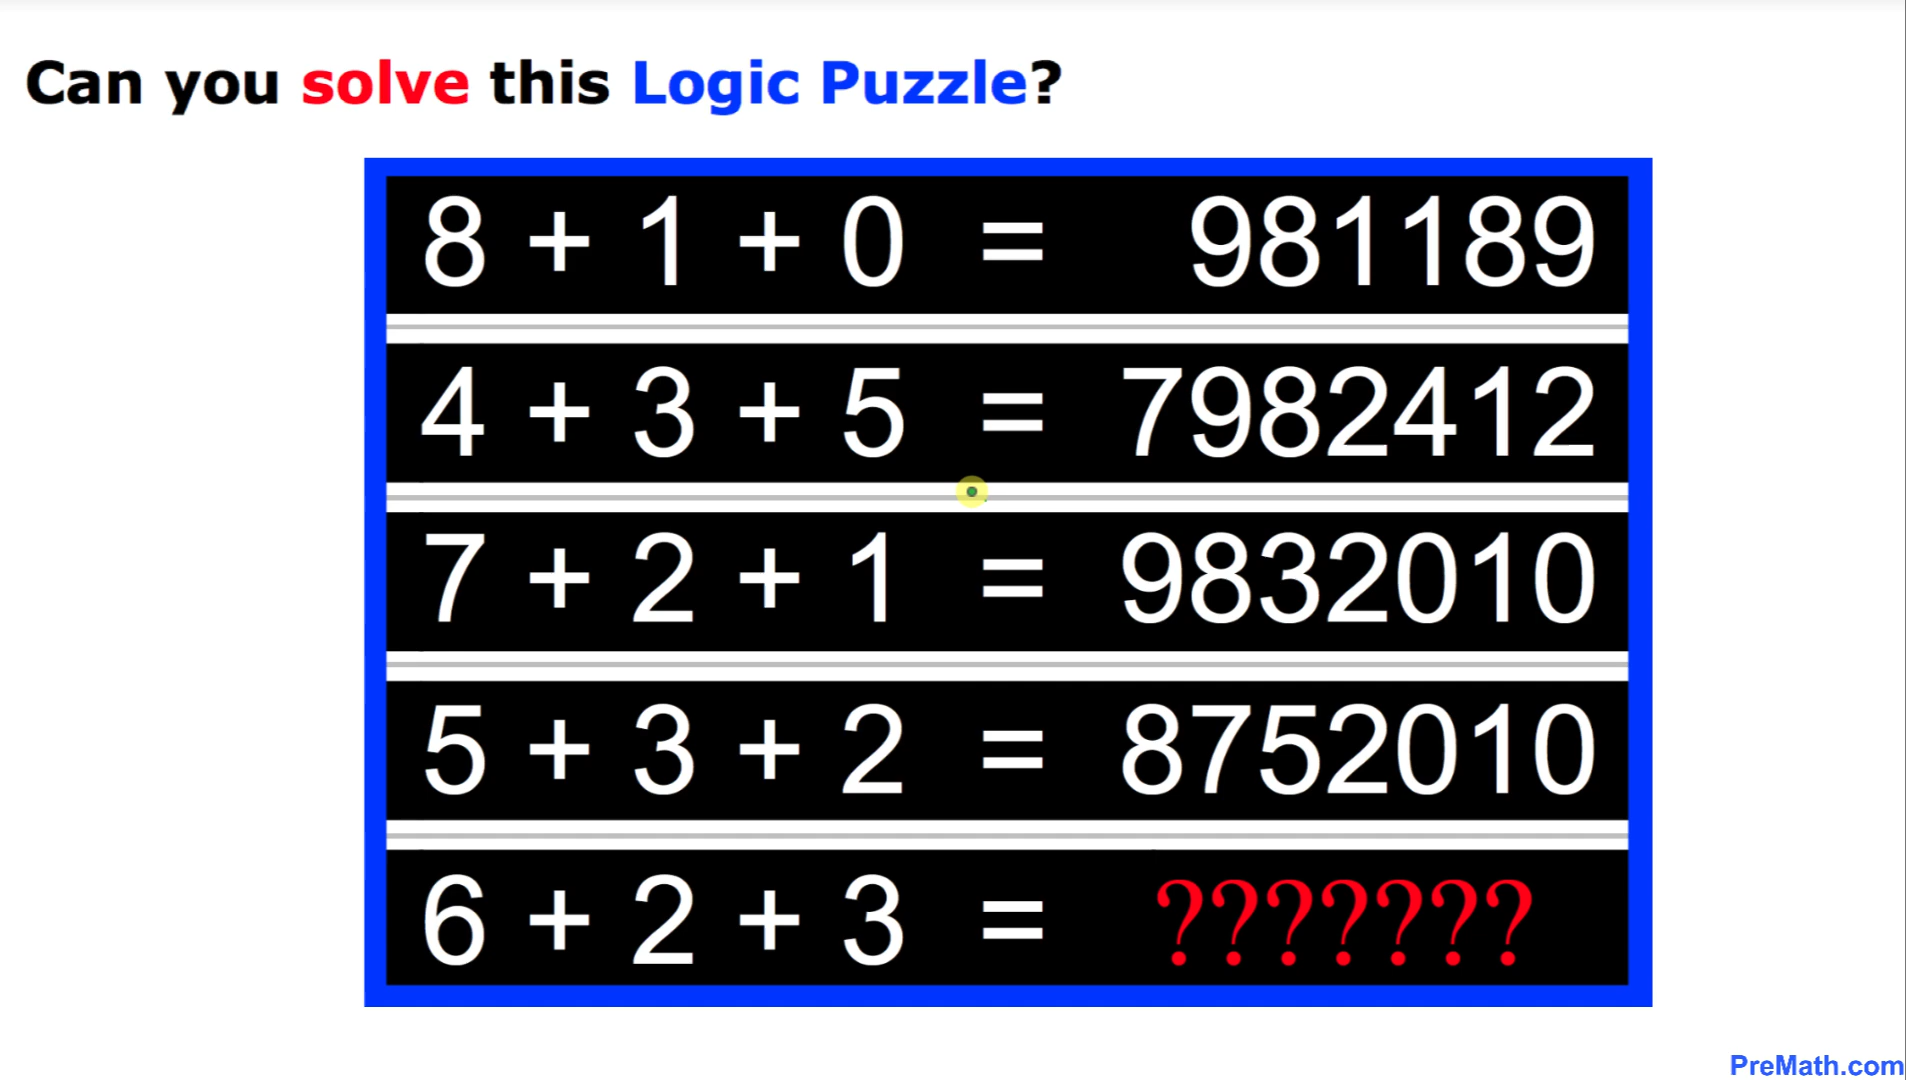 Can you solve this Logic Puzzle?
8 + 1 + 0 = 981189
4 + 3 + 5 = 7982412
7 + 2 + 1 = 9832010
5 + 3 + 2 = 8752010
6 + 2 + 3 = ???????
PreMath.com